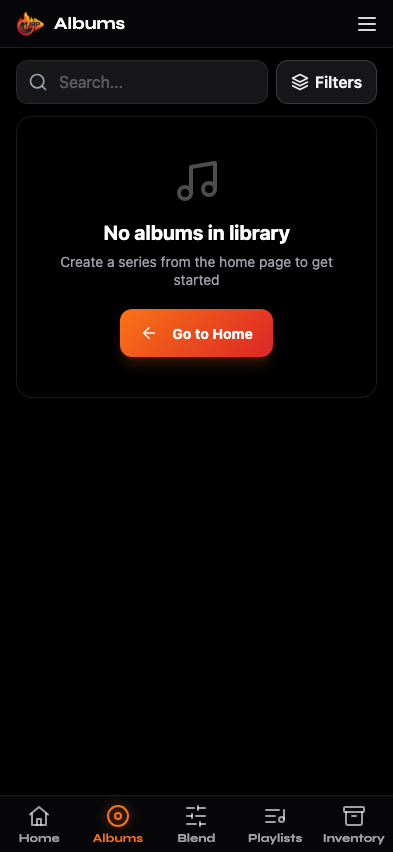 Albums
Search...
Filters
No albums in library
Create a series from the home page to get
started
Go to Home
Home
Albums
Blend
Playlists
Inventory